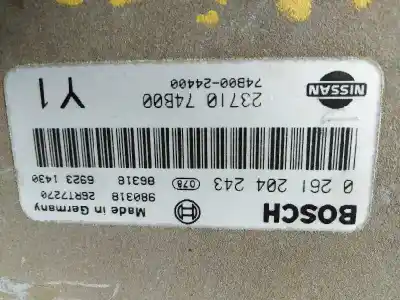 BOSCH
Made in Germany
0 261 204 243
078
980318 26RT7270
86318 6923 1430
23710 74B00
74B00-24400
Y1
NISSAN